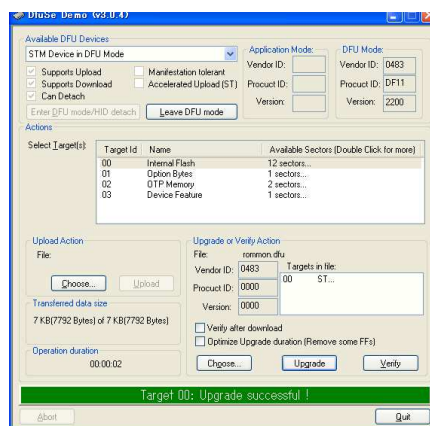 DfuSe Demo (v3.0.4)
Available DFU Devices
STM Device in DFU Mode
Supports Upload
Manifestation tolerant
Supports Download
Accelerated Upload (ST)
Can Detach
Enter DFU mode/HID detach
Leave DFU mode
Application Mode:
Vendor ID:
Procuct ID:
Version:
DFU Mode:
Vendor ID: 0483
Procuct ID: DF11
Version: 2200
Actions
Select Target(s):
Target Id Name Available Sectors (Double Click for more)
00 Internal Flash 12 sectors...
01 Option Bytes 1 sectors...
02 OTP Memory 2 sectors...
03 Device Feature 1 sectors...
Upload Action
File:
Choose...
Upload
Transferred data size
7 KB(7792 Bytes) of 7 KB(7792 Bytes)
Operation duration
00:00:02
Upgrade or Verify Action
File: rommon.dfu
Vendor ID: 0483
Procuct ID: 0000
Version: 0000
Targets in file:
00 ST...
Verify after download
Optimize Upgrade duration (Remove some FFs)
Choose...
Upgrade
Verify
Target 00: Upgrade successful !
Abort
Quit